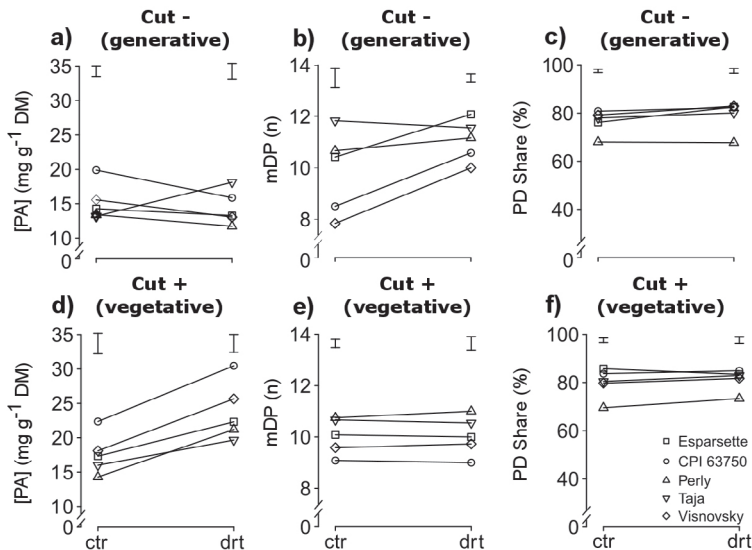 Cut -
(generative)
Cut -
(generative)
Cut -
(generative)
a)
b)
c)
[PA] (mg g-1 DM)
35
30
25
20
15
10
0
mDP (n)
14
12
10
8
0
PD Share (%)
100
80
60
40
0
Cut +
(vegetative)
Cut +
(vegetative)
Cut +
(vegetative)
d)
e)
f)
[PA] (mg g-1 DM)
35
30
25
20
15
10
0
ctr drt
mDP (n)
14
12
10
8
0
ctr drt
PD Share (%)
100
80
60
40
0
ctr drt
Esparsette
CPI 63750
Perly
Taja
Visnovsky